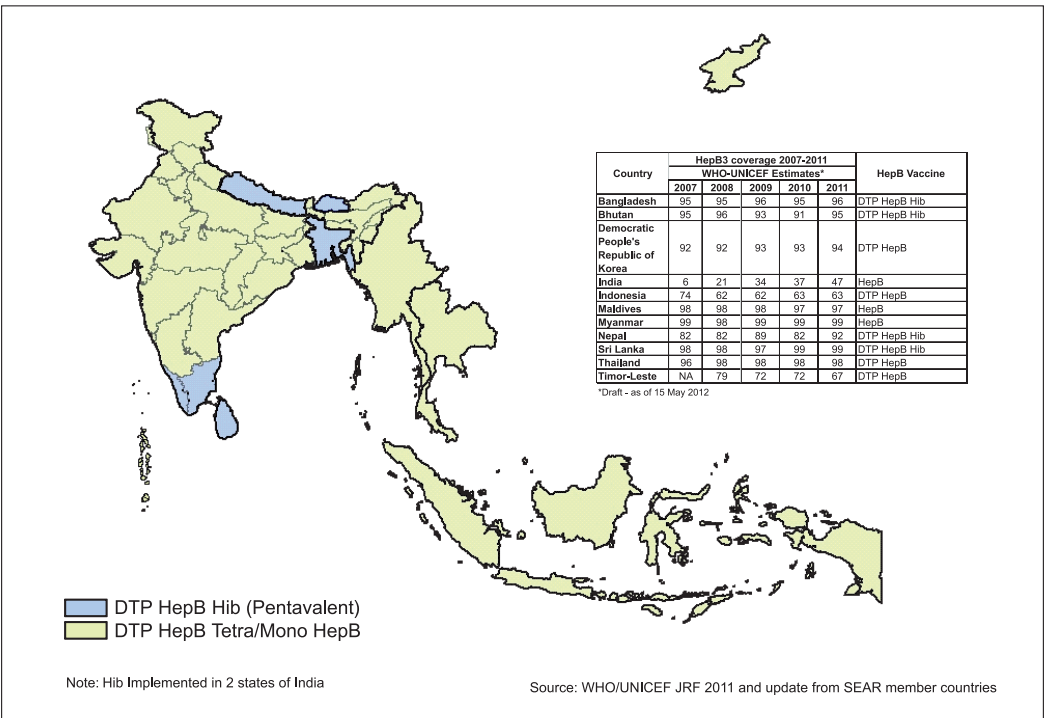 HepB3 coverage 2007-2011
Country WHO-UNICEF Estimates* HepB Vaccine
2007 2008 2009 2010 2011
Bangladesh 95 95 96 95 96 DTP HepB Hib
Bhutan 95 96 93 91 95 DTP HepB Hib
Democratic
People's
Republic of
Korea
92 92 93 93 94 DTP HepB
India 6 21 34 37 47 HepB
Indonesia 74 62 62 63 63 DTP HepB
Maldives 98 98 98 97 97 HepB
Myanmar 99 98 99 99 99 HepB
Nepal 82 82 89 82 92 DTP HepB Hib
Sri Lanka 98 98 97 99 99 DTP HepB Hib
Thailand 96 98 98 98 98 DTP HepB
Timor-Leste NA 79 72 72 67 DTP HepB
*Draft - as of 15 May 2012
DTP HepB Hib (Pentavalent)
DTP HepB Tetra/Mono HepB
Note: Hib Implemented in 2 states of India
Source: WHO/UNICEF JRF 2011 and update from SEAR member countries